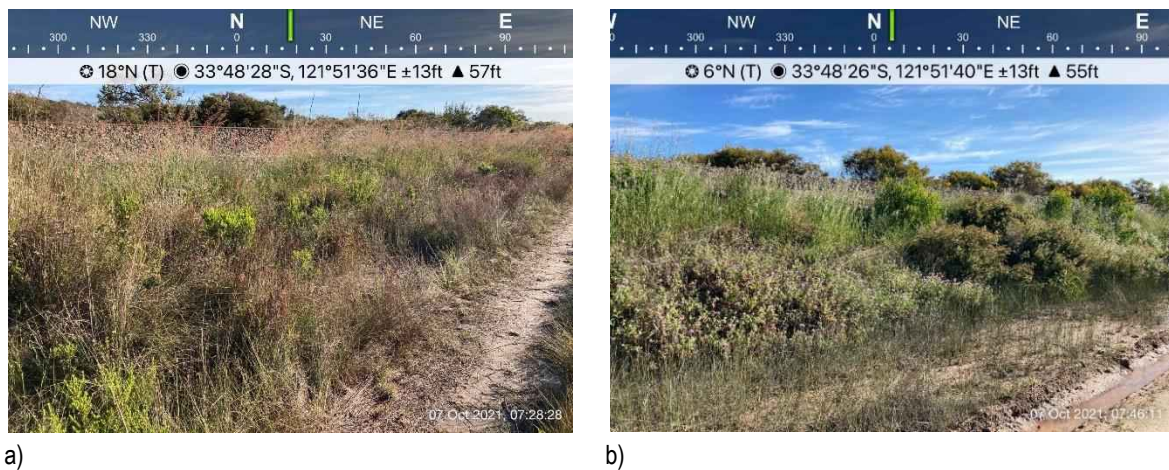 NW N NE E
300 330 0 30 60 90
18°N (T) 33°48'28"S, 121°51'36"E ±13ft ▲ 57ft
07 Oct 2021, 07:28:28
a)
NW N NE E
300 330 0 30 60 90
6°N (T) 33°48'26"S, 121°51'40"E ±13ft ▲ 55ft
07 Oct 2021, 07:46:11
b)